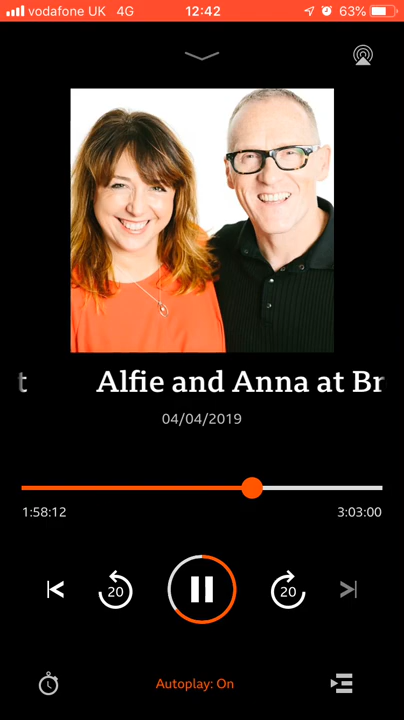 vodafone UK 4G 12:42 63%
t Alfie and Anna at Br
04/04/2019
1:58:12 3:03:00
20 20
Autoplay: On